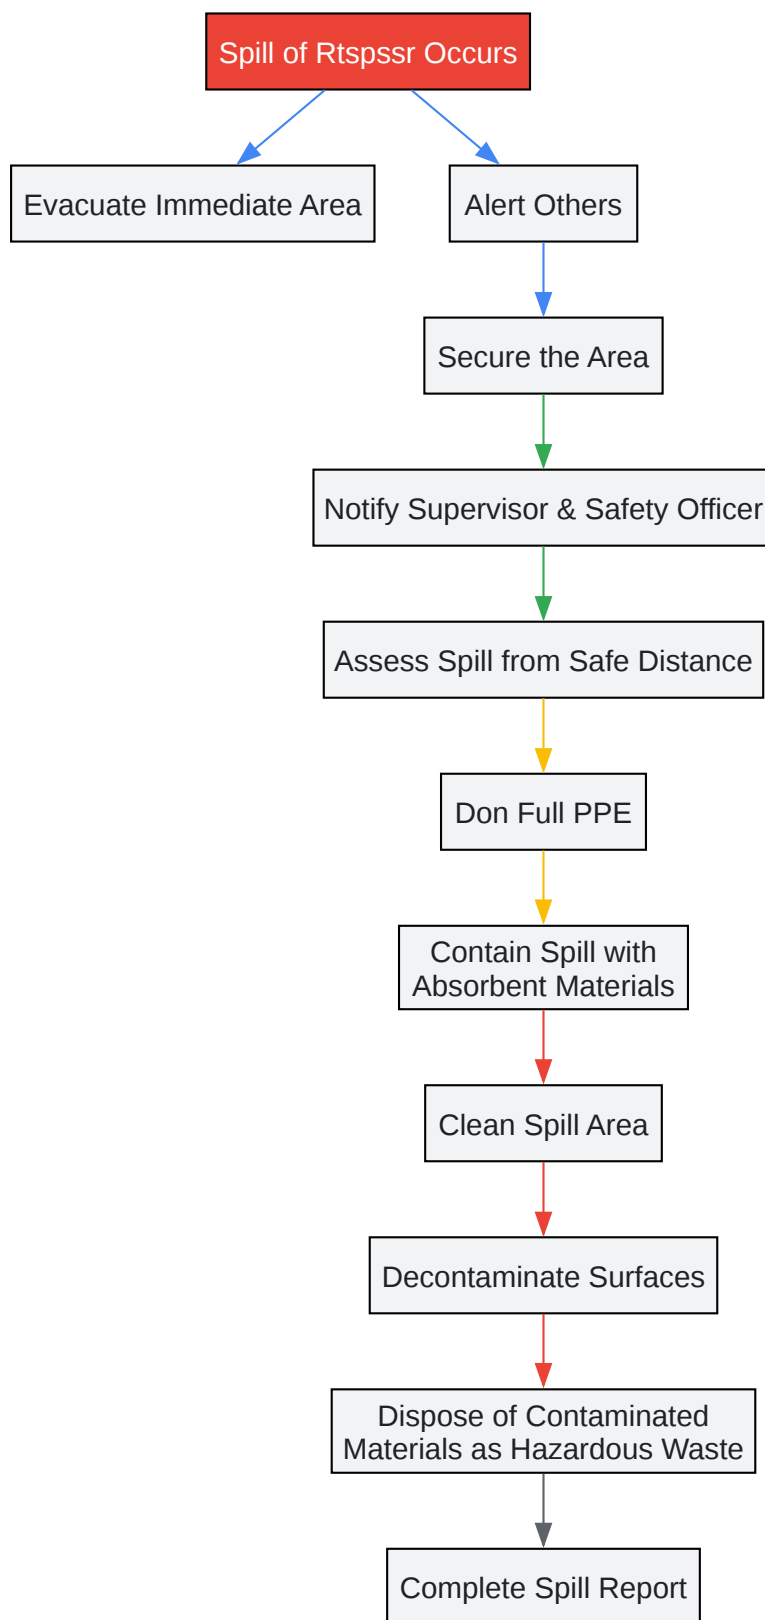 Spill of Rtspssr Occurs
Evacuate Immediate Area
Alert Others
Secure the Area
Notify Supervisor & Safety Officer
Assess Spill from Safe Distance
Don Full PPE
Contain Spill with
Absorbent Materials
Clean Spill Area
Decontaminate Surfaces
Dispose of Contaminated
Materials as Hazardous Waste
Complete Spill Report